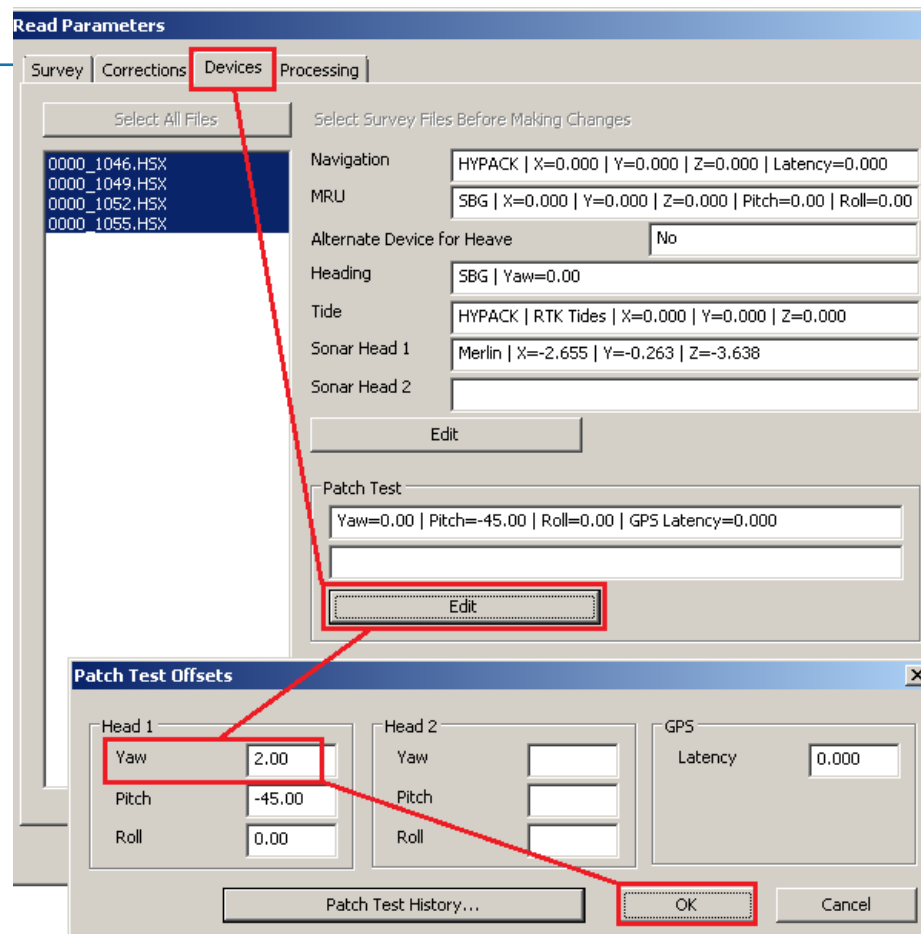 Read Parameters
Survey Corrections Devices Processing
Select All Files
Select Survey Files Before Making Changes
0000_1046.HSX
0000_1049.HSX
0000_1052.HSX
0000_1055.HSX
Navigation HYPACK | X=0.000 | Y=0.000 | Z=0.000 | Latency=0.000
MRU SBG | X=0.000 | Y=0.000 | Z=0.000 | Pitch=0.00 | Roll=0.00
Alternate Device for Heave No
Heading SBG | Yaw=0.00
Tide HYPACK | RTK Tides | X=0.000 | Y=0.000 | Z=0.000
Sonar Head 1 Merlin | X=-2.655 | Y=-0.263 | Z=-3.638
Sonar Head 2
Edit
Patch Test
Yaw=0.00 | Pitch=-45.00 | Roll=0.00 | GPS Latency=0.000
Edit
Patch Test Offsets
Head 1
Yaw 2.00
Pitch -45.00
Roll 0.00
Head 2
Yaw
Pitch
Roll
GPS
Latency 0.000
Patch Test History... OK Cancel